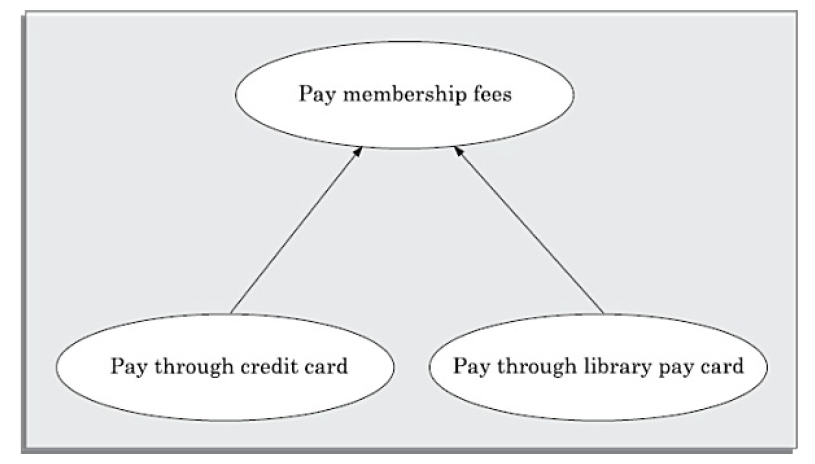 Pay membership fees
Pay through credit card
Pay through library pay card